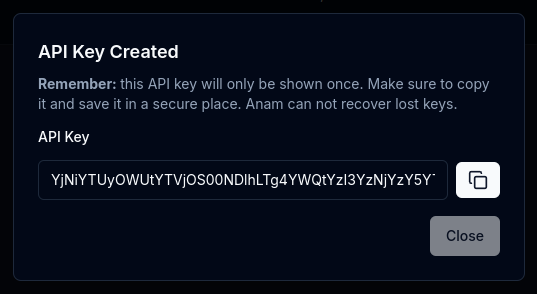 API Key Created
Remember: this API key will only be shown once. Make sure to copy
it and save it in a secure place. Anam can not recover lost keys.
API Key
YjNiYTUyOWUtYTVjOS00NDlhLTg4YWQtYzI3YzNjYzY5Y
Close